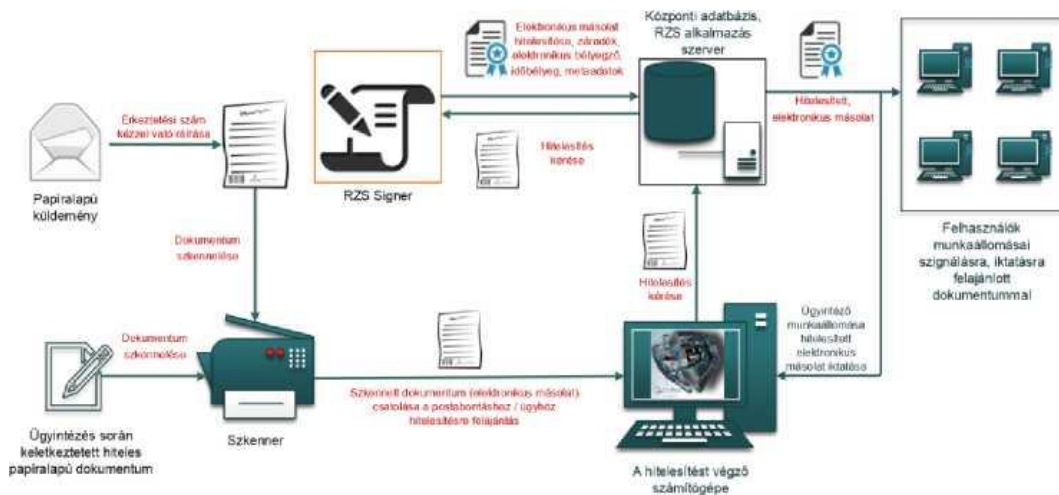 Elektronikus másolat
hitelesítése, záradék,
elektronikus bélyegző,
időbélyeg, metaadatok
Központi adatbázis,
RZS alkalmazás
szerver
Érkeztetési szám
kézzel való ráírása
Hitelesített,
elektronikus másolat
Hitelesítés
kérése
RZS Signer
Papíralapú
küldemény
Dokumentum
szkennelése
Felhasználók
munkaállomásai
szignálásra, iktatásra
felajánlott
dokumentummal
Hitelesítés
kérése
Ügyintéző
munkaállomása
hitelesített
elektronikus
másolat iktatása
Dokumentum
szkennelése
Szkennelt dokumentum (elektronikus másolat)
csatolása a postabontáshoz / ügyhöz
hitelesítésre felajánlás
Szkenner
Ügyintézés során
keletkeztetett hiteles
papíralapú dokumentum
A hitelesítést végző
számítógépe